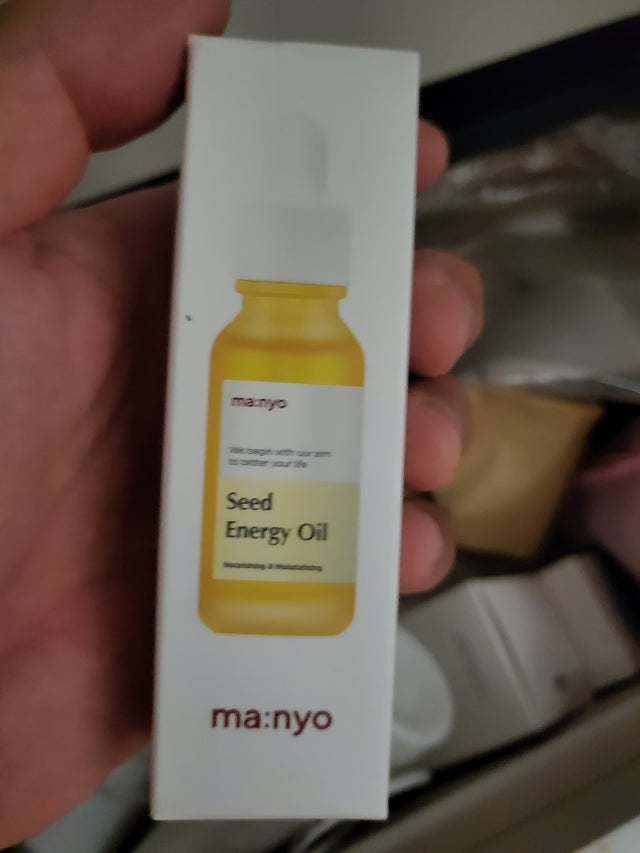 ma:nyo
We begin with our aim
to better your life
Seed
Energy Oil
Nourishing & Moisturizing
ma:nyo